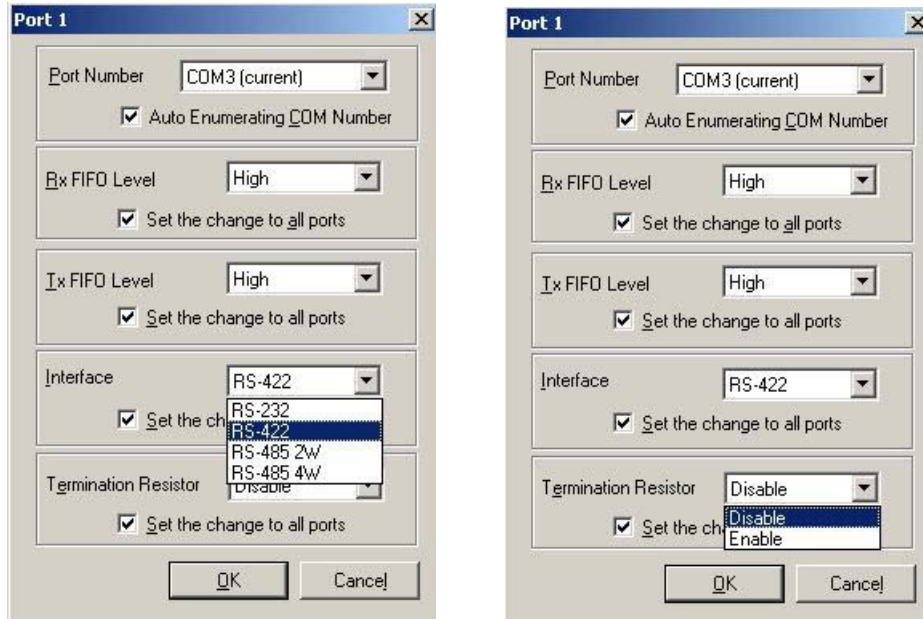 Port 1
Port Number COM3 (current)
Auto Enumerating COM Number
Rx FIFO Level High
Set the change to all ports
Tx FIFO Level High
Set the change to all ports
Interface RS-422
RS-232
Set the RS-422
RS-485 2W
RS-485 4W
Termination Resistor Disable
Set the change to all ports
OK Cancel
Port 1
Port Number COM3 (current)
Auto Enumerating COM Number
Rx FIFO Level High
Set the change to all ports
Tx FIFO Level High
Set the change to all ports
Interface RS-422
Set the change to all ports
Termination Resistor Disable
Disable
Set the
Enable
OK Cancel